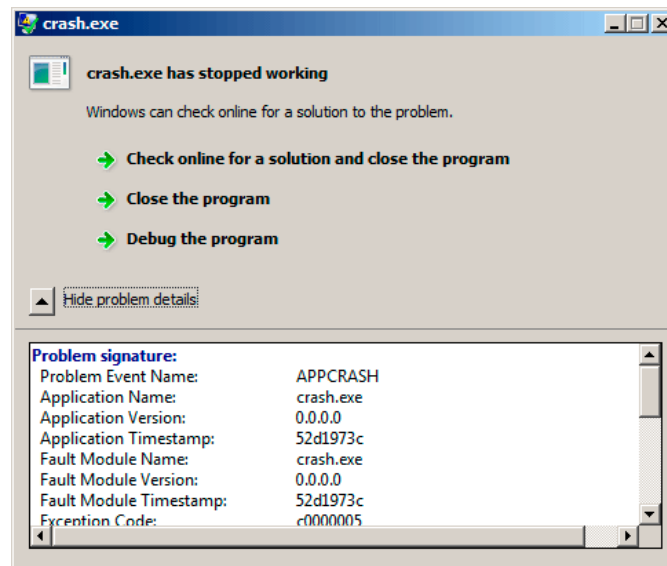 crash.exe
crash.exe has stopped working
Windows can check online for a solution to the problem.
Check online for a solution and close the program
Close the program
Debug the program
Hide problem details
Problem signature:
Problem Event Name: APPCRASH
Application Name: crash.exe
Application Version: 0.0.0.0
Application Timestamp: 52d1973c
Fault Module Name: crash.exe
Fault Module Version: 0.0.0.0
Fault Module Timestamp: 52d1973c
Exception Code: c0000005